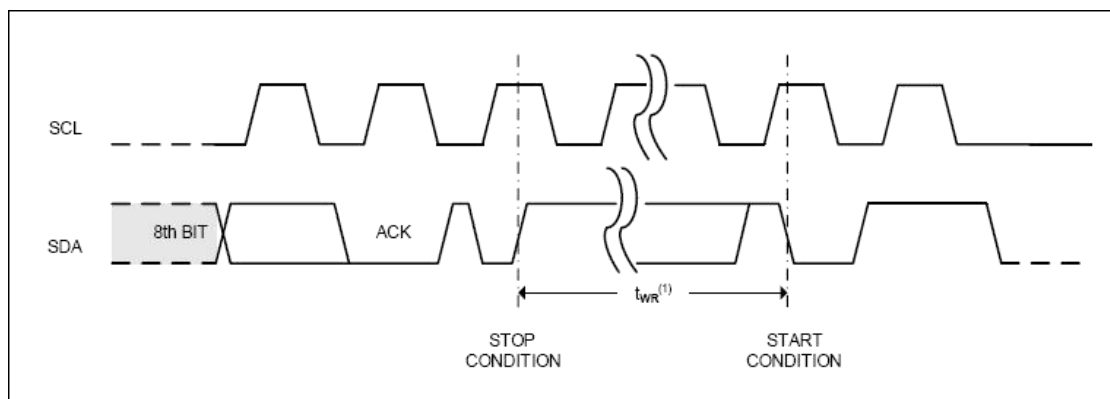 SCL
8th BIT
ACK
SDA
tWR(1)
STOP
CONDITION
START
CONDITION